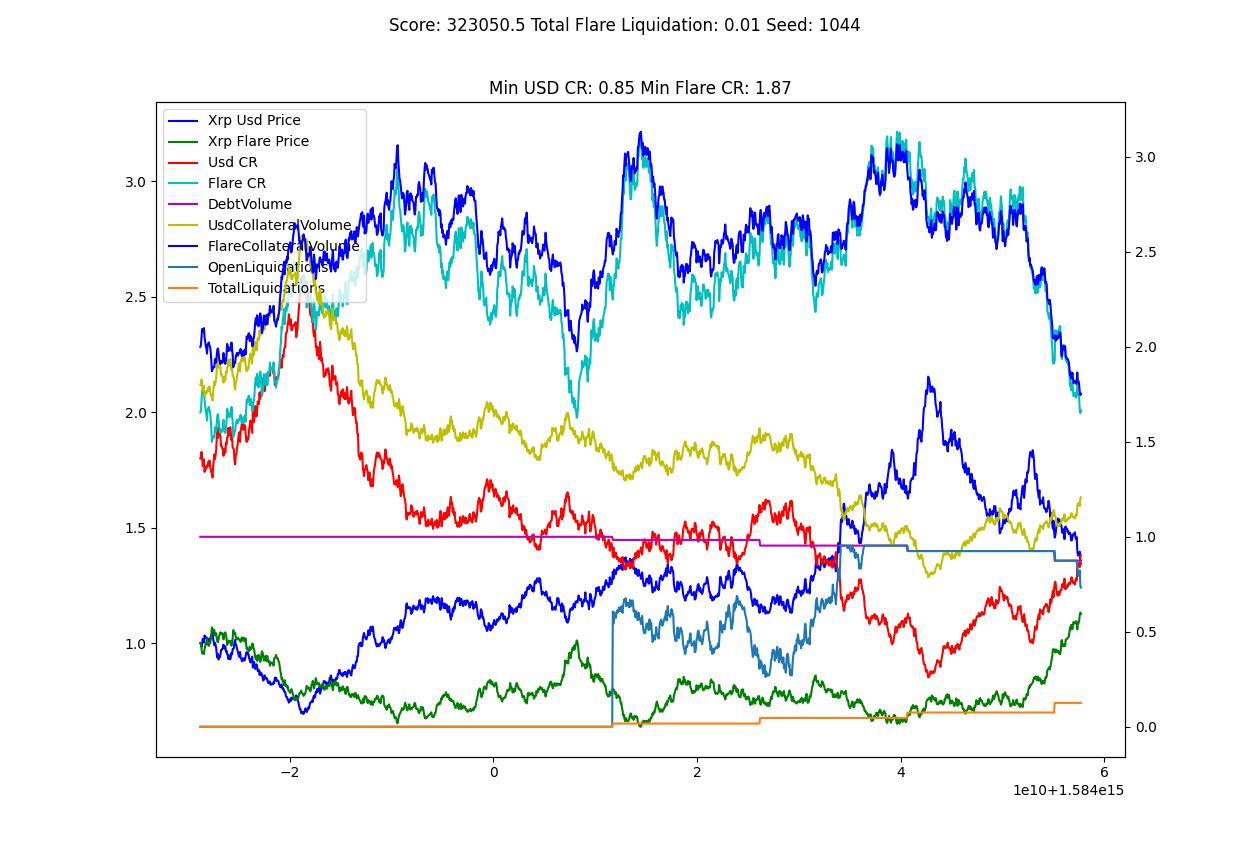 Score: 323050.5 Total Flare Liquidation: 0.01 Seed: 1044
Min USD CR: 0.85 Min Flare CR: 1.87
Xrp Usd Price
Xrp Flare Price
Usd CR
Flare CR
DebtVolume
UsdCollateralVolume
FlareCollateralVolume
OpenLiquidations
TotalLiquidations
3.0
2.5
2.0
1.5
1.0
3.0
2.5
2.0
1.5
1.0
0.5
0.0
−2 0 2 4 6
1e10+1.584e15